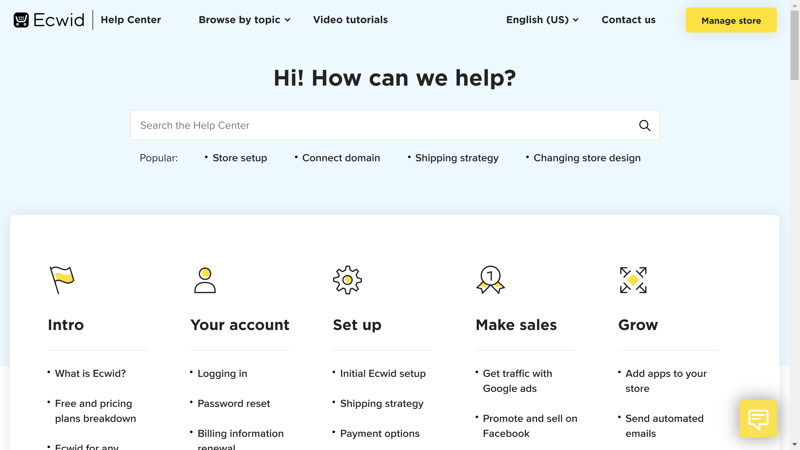 Ecwid Help Center Browse by topic Video tutorials English (US) Contact us Manage store
Hi! How can we help?
Search the Help Center
Popular: • Store setup • Connect domain • Shipping strategy • Changing store design
1
Intro
• What is Ecwid?
• Free and pricing
plans breakdown
• Ecwid for any
Your account
• Logging in
• Password reset
• Billing information
renewal
Set up
• Initial Ecwid setup
• Shipping strategy
• Payment options
Make sales
• Get traffic with
Google ads
• Promote and sell on
Facebook
Grow
• Add apps to your
store
• Send automated
emails